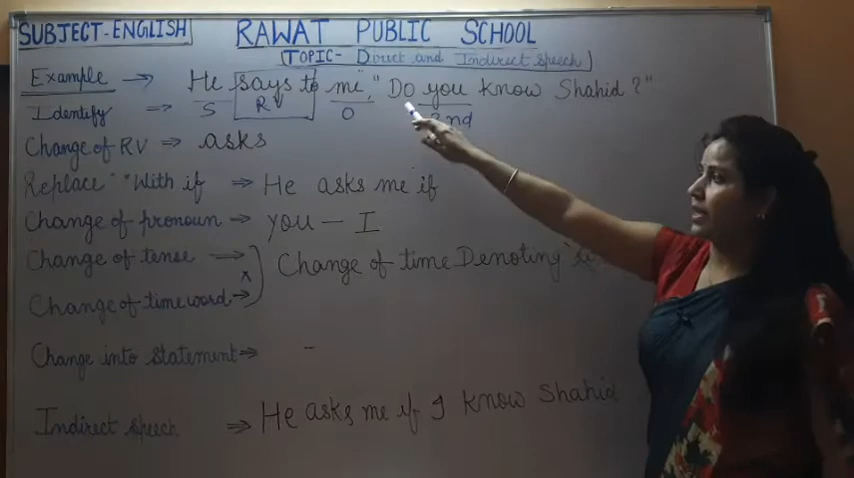 SUBJECT-ENGLISH
RAWAT PUBLIC SCHOOL
(TOPIC- Direct and Indirect Speech)
Example → He says to me, "Do you know Shahid?"
Identify ⇒ S RV O 2nd
Change of RV ⇒ asks
Replace " " With if ⇒ He asks me if
Change of pronoun → you – I
Change of tense → Change of time Denoting
Change of time word → x
Change into statement ⇒ -
Indirect speech ⇒ He asks me if I know Shahid